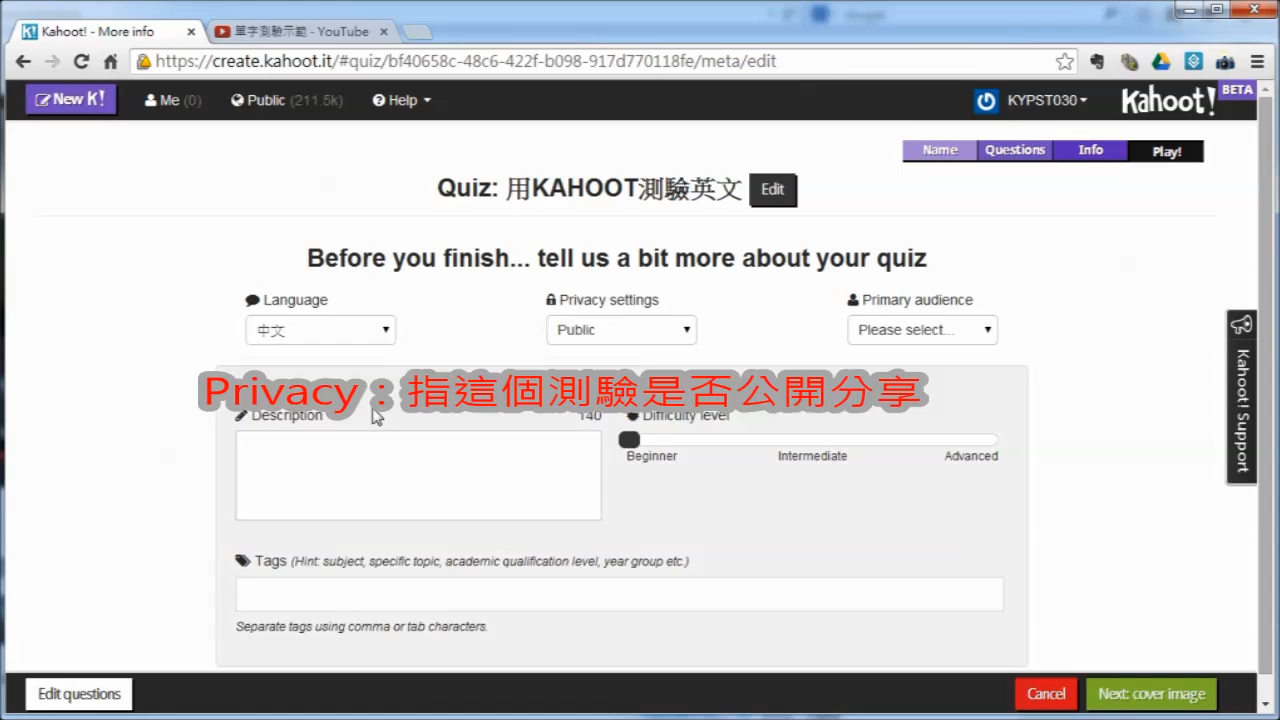 Kahoot! - More info
單字測驗示範 - YouTube
https://create.kahoot.it/#quiz/bf40658c-48c6-422f-b098-917d770118fe/meta/edit
New K! Me (0) Public (211.5k) Help KYPST030 Kahoot! BETA
Name Questions Info Play!
Quiz: 用KAHOOT測驗英文 Edit
Before you finish... tell us a bit more about your quiz
Language Privacy settings Primary audience
中文 Public Please select...
Privacy：指這個測驗是否公開分享
Description 140 Difficulty level
Beginner Intermediate Advanced
Kahoot! Support
Tags (Hint: subject, specific topic, academic qualification level, year group etc.)
Separate tags using comma or tab characters.
Edit questions Cancel Next: cover image